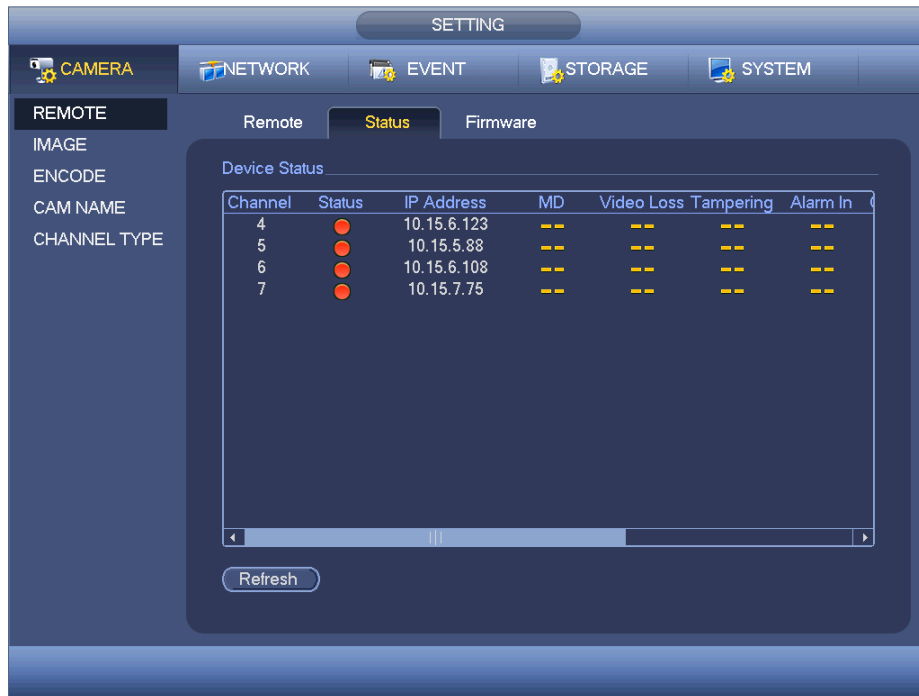 SETTING
CAMERA NETWORK EVENT STORAGE SYSTEM
REMOTE
IMAGE
ENCODE
CAM NAME
CHANNEL TYPE
Remote Status Firmware
Device Status
Channel Status IP Address MD Video Loss Tampering Alarm In
4 10.15.6.123 -- -- -- --
5 10.15.5.88 -- -- -- --
6 10.15.6.108 -- -- -- --
7 10.15.7.75 -- -- -- --
Refresh